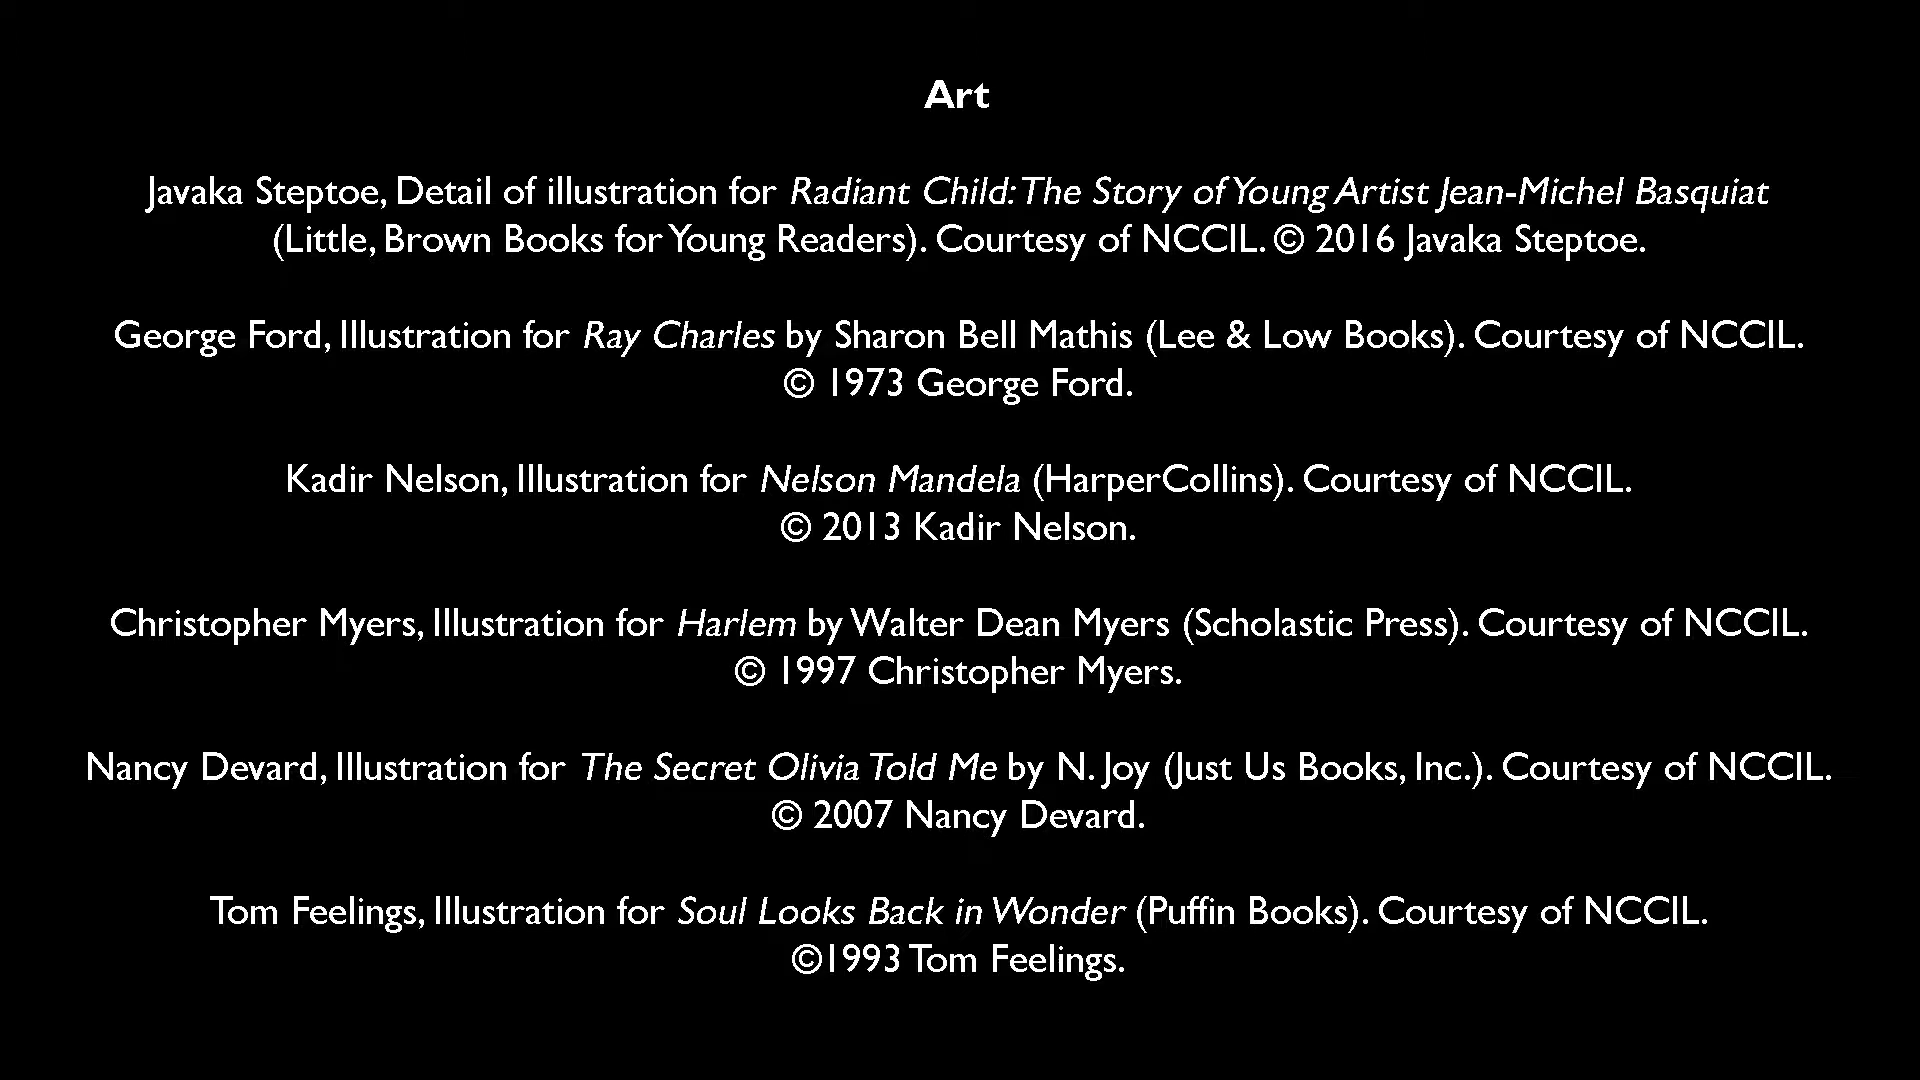 Art
Javaka Steptoe, Detail of illustration for Radiant Child: The Story of Young Artist Jean-Michel Basquiat
(Little, Brown Books for Young Readers). Courtesy of NCCIL. © 2016 Javaka Steptoe.
George Ford, Illustration for Ray Charles by Sharon Bell Mathis (Lee & Low Books). Courtesy of NCCIL.
© 1973 George Ford.
Kadir Nelson, Illustration for Nelson Mandela (HarperCollins). Courtesy of NCCIL.
© 2013 Kadir Nelson.
Christopher Myers, Illustration for Harlem by Walter Dean Myers (Scholastic Press). Courtesy of NCCIL.
© 1997 Christopher Myers.
Nancy Devard, Illustration for The Secret Olivia Told Me by N. Joy (Just Us Books, Inc.). Courtesy of NCCIL.
© 2007 Nancy Devard.
Tom Feelings, Illustration for Soul Looks Back in Wonder (Puffin Books). Courtesy of NCCIL.
©1993 Tom Feelings.